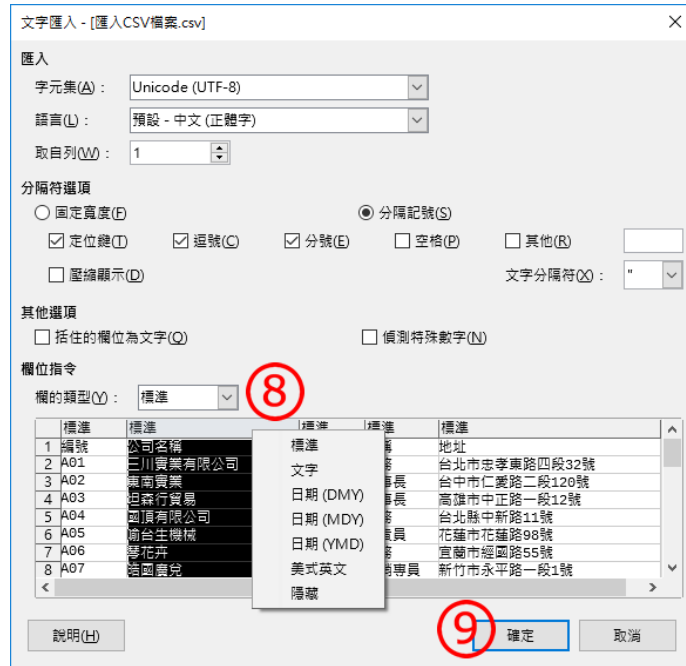 文字匯入 - [匯入CSV檔案.csv]
匯入
字元集(A)： Unicode (UTF-8)
語言(L)： 預設 - 中文 (正體字)
取自列(W)： 1
分隔符選項
固定寬度(F) 分隔記號(S)
定位鍵(T) 逗號(C) 分號(E) 空格(P) 其他(R)
壓縮顯示(D) 文字分隔符(X)： "
其他選項
括住的欄位為文字(Q) 偵測特殊數字(N)
欄位指令
欄的類型(Y)： 標準 8
標準 標準 標準 標準 標準
1 編號 公司名稱 地址
2 A01 三川實業有限公司 台北市忠孝東路四段32號
3 A02 東南實業 長 台中市仁愛路二段120號
4 A03 坦森行貿易 長 高雄市中正路一段12號
5 A04 國頂有限公司 台北縣中新路11號
6 A05 喻台生機械 員 花蓮市花蓮路98號
7 A06 琴花卉 宜蘭市經國路55號
8 A07 皓國廣兌 專員 新竹市永平路一段1號
標準
文字
日期 (DMY)
日期 (MDY)
日期 (YMD)
美式英文
隱藏
說明(H) 9 確定 取消